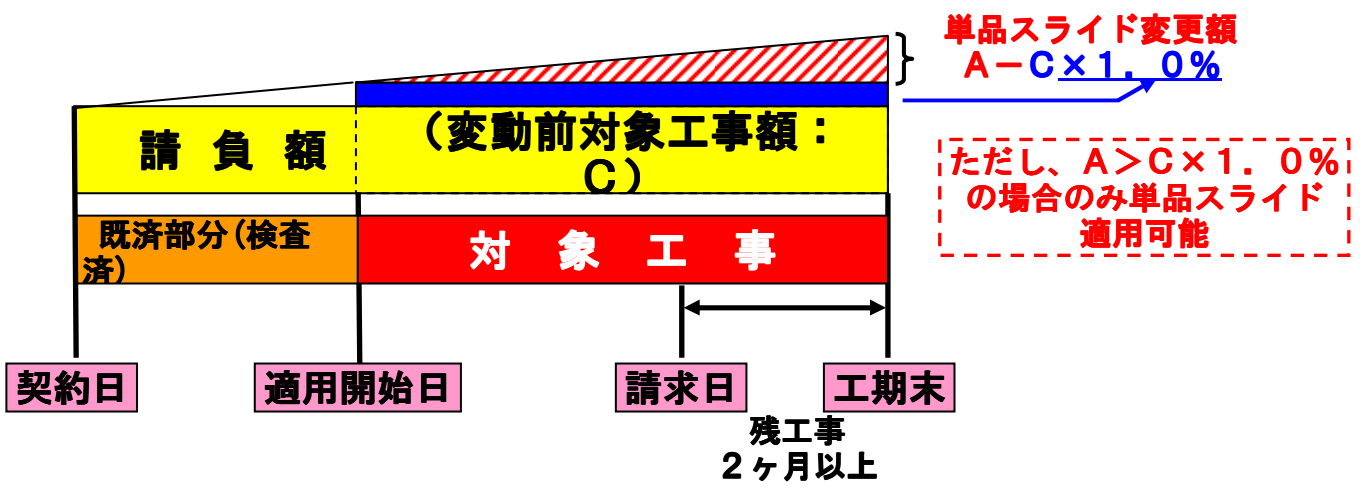 単品スライド変更額
Ａ－Ｃ×１．０％
請　負　額
（変動前対象工事額：
Ｃ）
ただし、Ａ＞Ｃ×１．０％
の場合のみ単品スライド
適用可能
既済部分(検査
済)
対　象　工　事
契約日
適用開始日
請求日
工期末
残工事
２ヶ月以上